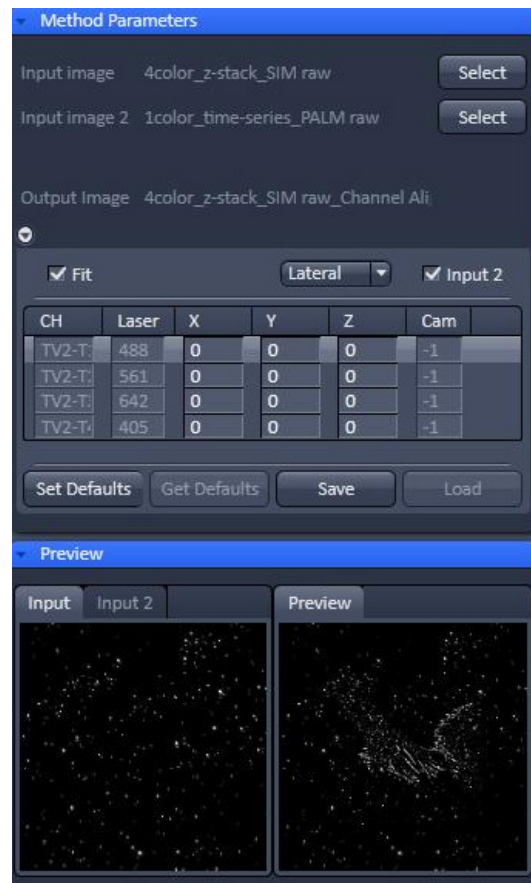 Method Parameters
Input image 4color_z-stack_SIM raw Select
Input image 2 1color_time-series_PALM raw Select
Output Image 4color_z-stack_SIM raw_Channel Ali
Fit Lateral Input 2
CH Laser X Y Z Cam
488 0 0 0 -1
561 0 0 0 -1
642 0 0 0 -1
405 0 0 0 -1
Set Defaults Get Defaults Save Load
Preview
Input Input 2 Preview